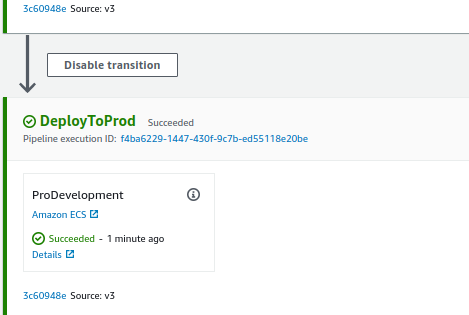 3c60948e Source: v3
Disable transition
DeployToProd Succeeded
Pipeline execution ID: f4ba6229-1447-430f-9c7b-ed55118e20be
ProDevelopment
Amazon ECS
Succeeded - 1 minute ago
Details
3c60948e Source: v3